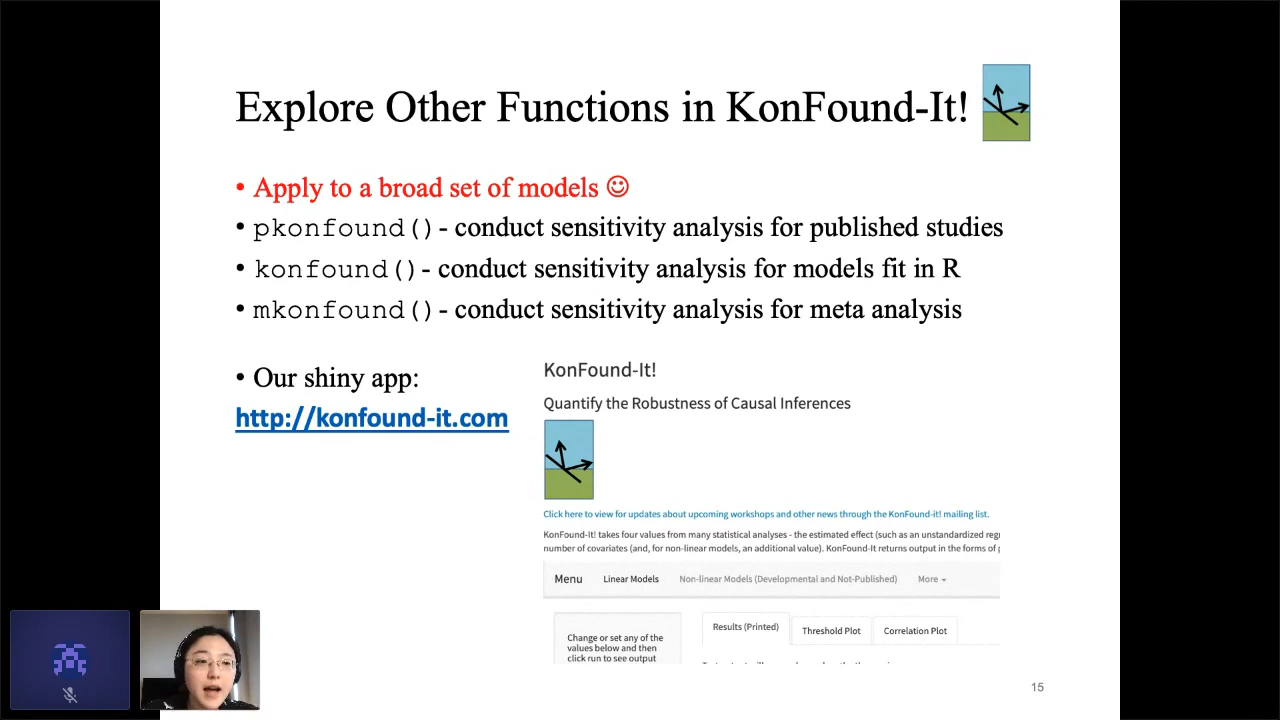 Explore Other Functions in KonFound-It!
• Apply to a broad set of models ☺
• pkonfound()- conduct sensitivity analysis for published studies
• konfound()- conduct sensitivity analysis for models fit in R
• mkonfound()- conduct sensitivity analysis for meta analysis
• Our shiny app:
http://konfound-it.com
KonFound-It!
Quantify the Robustness of Causal Inferences
Click here to view for updates about upcoming workshops and other news through the KonFound-it! mailing list.
KonFound-It! takes four values from many statistical analyses - the estimated effect (such as an unstandardized
number of covariates (and, for non-linear models, an additional value). KonFound-It returns output in the forms of
Menu Linear Models Non-linear Models (Developmental and Not-Published) More
Results (Printed) Threshold Plot Correlation Plot
Change or set any of the
values below and then
click run to see output
15